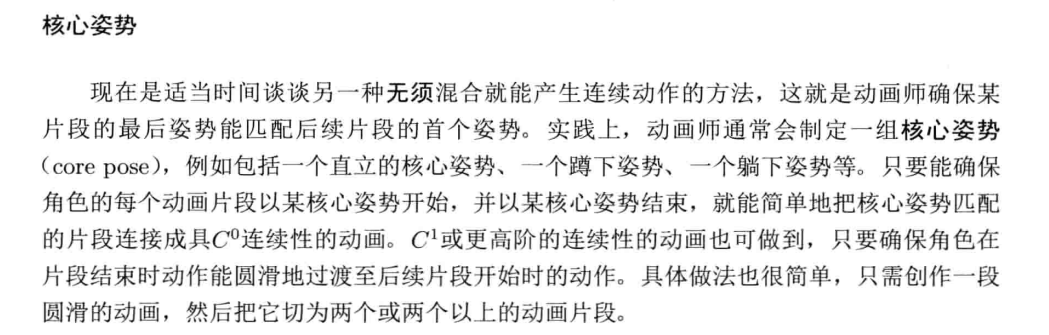 核心姿势
现在是适当时间谈谈另一种无须混合就能产生连续动作的方法，这就是动画师确保某
片段的最后姿势能匹配后续片段的首个姿势。实践上，动画师通常会制定一组核心姿势
（core pose），例如包括一个直立的核心姿势、一个蹲下姿势、一个躺下姿势等。只要能确保
角色的每个动画片段以某核心姿势开始，并以某核心姿势结束，就能简单地把核心姿势匹配
的片段连接成具C⁰连续性的动画。C¹或更高阶的连续性的动画也可做到，只要确保角色在
片段结束时动作能圆滑地过渡至后续片段开始时的动作。具体做法也很简单，只需创作一段
圆滑的动画，然后把它切为两个或两个以上的动画片段。